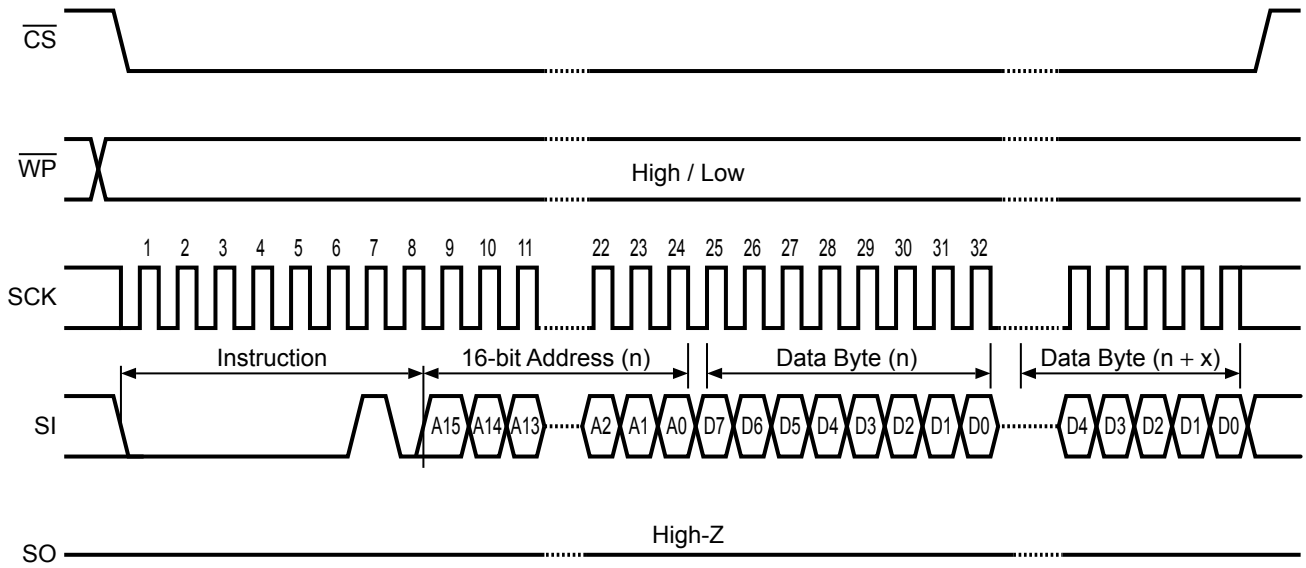 CS
WP
High / Low
1 2 3 4 5 6 7 8 9 10 11 22 23 24 25 26 27 28 29 30 31 32
SCK
Instruction 16-bit Address (n) Data Byte (n) Data Byte (n + x)
SI A15 A14 A13 A2 A1 A0 D7 D6 D5 D4 D3 D2 D1 D0 D4 D3 D2 D1 D0
High-Z
SO